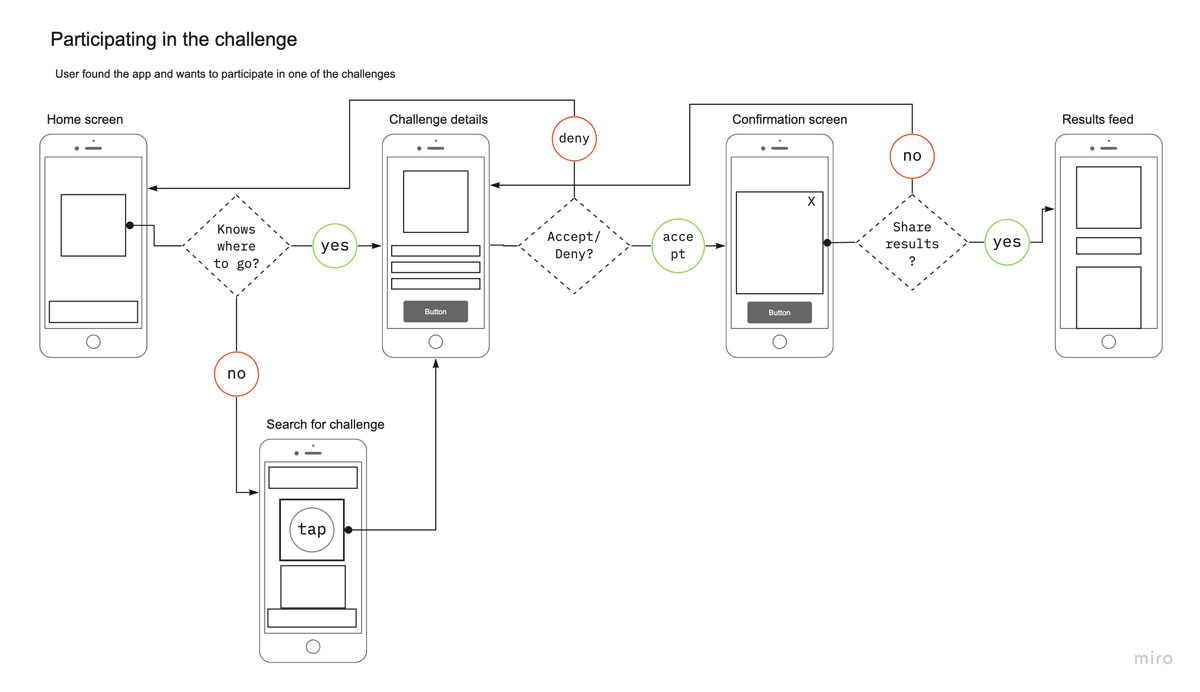 Participating in the challenge
User found the app and wants to participate in one of the challenges
Home screen
Challenge details
deny
Confirmation screen
no
Results feed
Knows
where
to go?
yes
Accept/
Deny?
acce
pt
X
Share
results
?
yes
Button
Button
no
Search for challenge
tap
miro